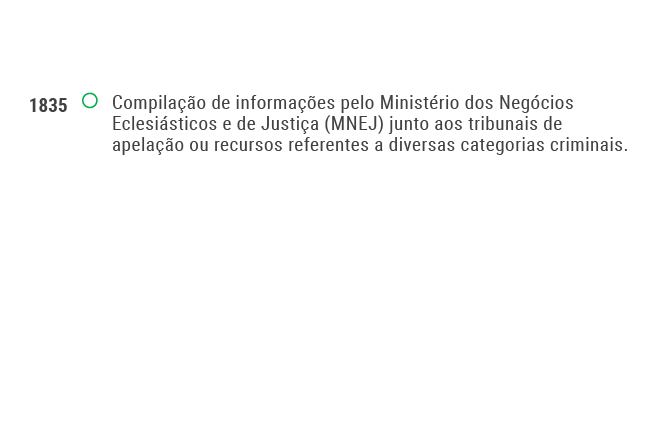 1835
Compilação de informações pelo Ministério dos Negócios
Eclesiásticos e de Justiça (MNEJ) junto aos tribunais de
apelação ou recursos referentes a diversas categorias criminais.